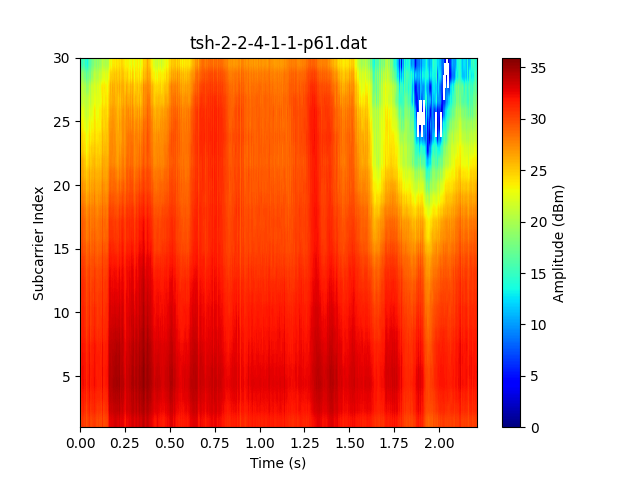 tsh-2-2-4-1-1-p61.dat
30
25
20
15
10
5
Subcarrier Index
0.00 0.25 0.50 0.75 1.00 1.25 1.50 1.75 2.00
Time (s)
35
30
25
20
15
10
5
0
Amplitude (dBm)